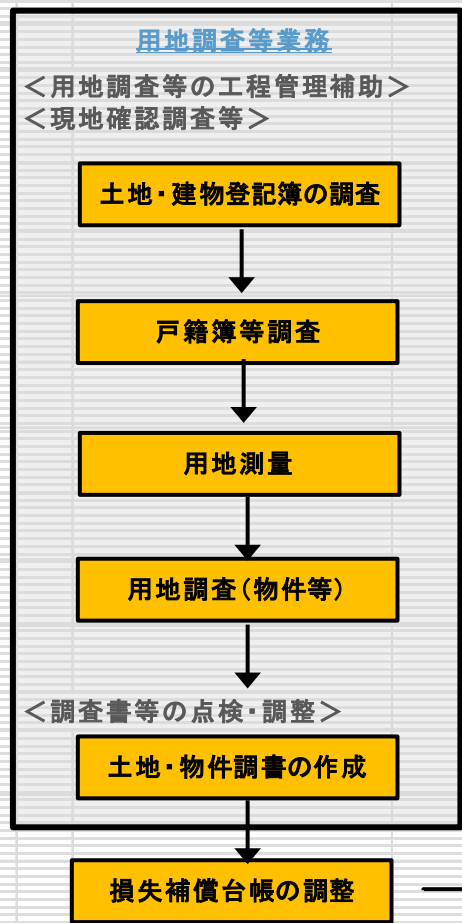 用地調査等業務
＜用地調査等の工程管理補助＞
＜現地確認調査等＞
土地・建物登記簿の調査
戸籍簿等調査
用地測量
用地調査（物件等）
＜調査書等の点検・調整＞
土地・物件調書の作成
損失補償台帳の調整